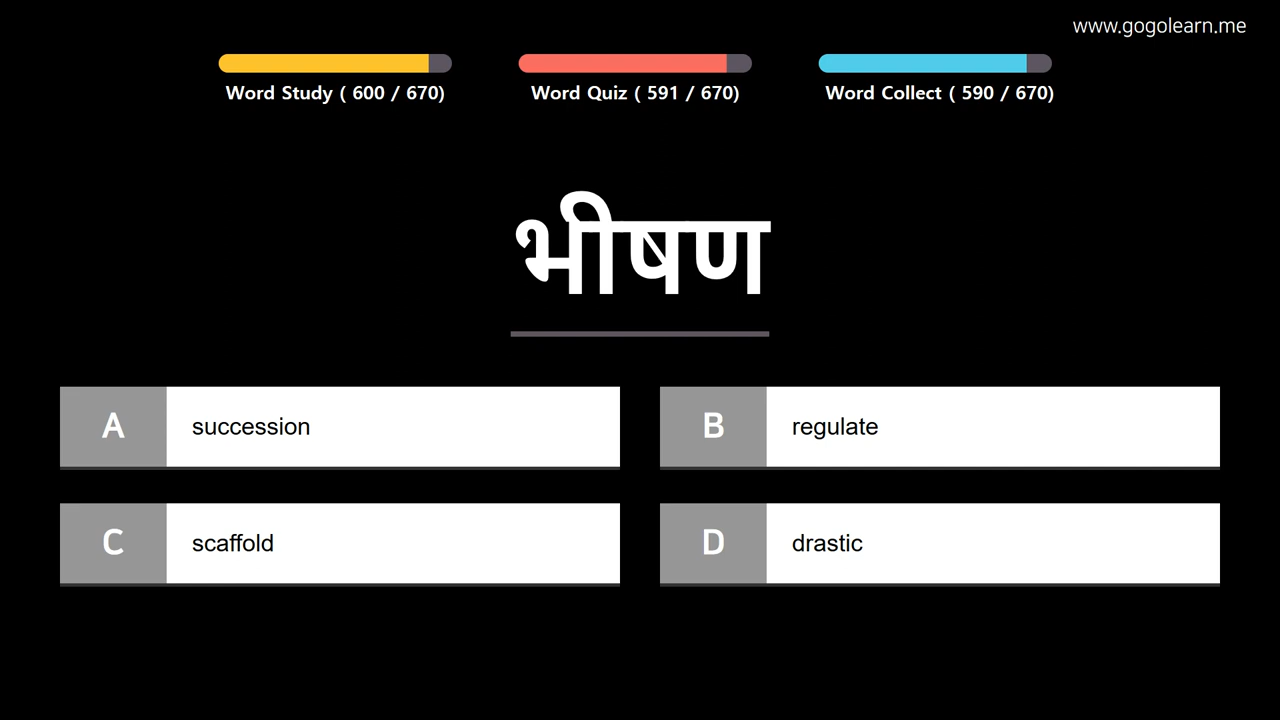 www.gogolearn.me
Word Study ( 600 / 670)
Word Quiz ( 591 / 670)
Word Collect ( 590 / 670)
भीषण
A succession
B regulate
C scaffold
D drastic